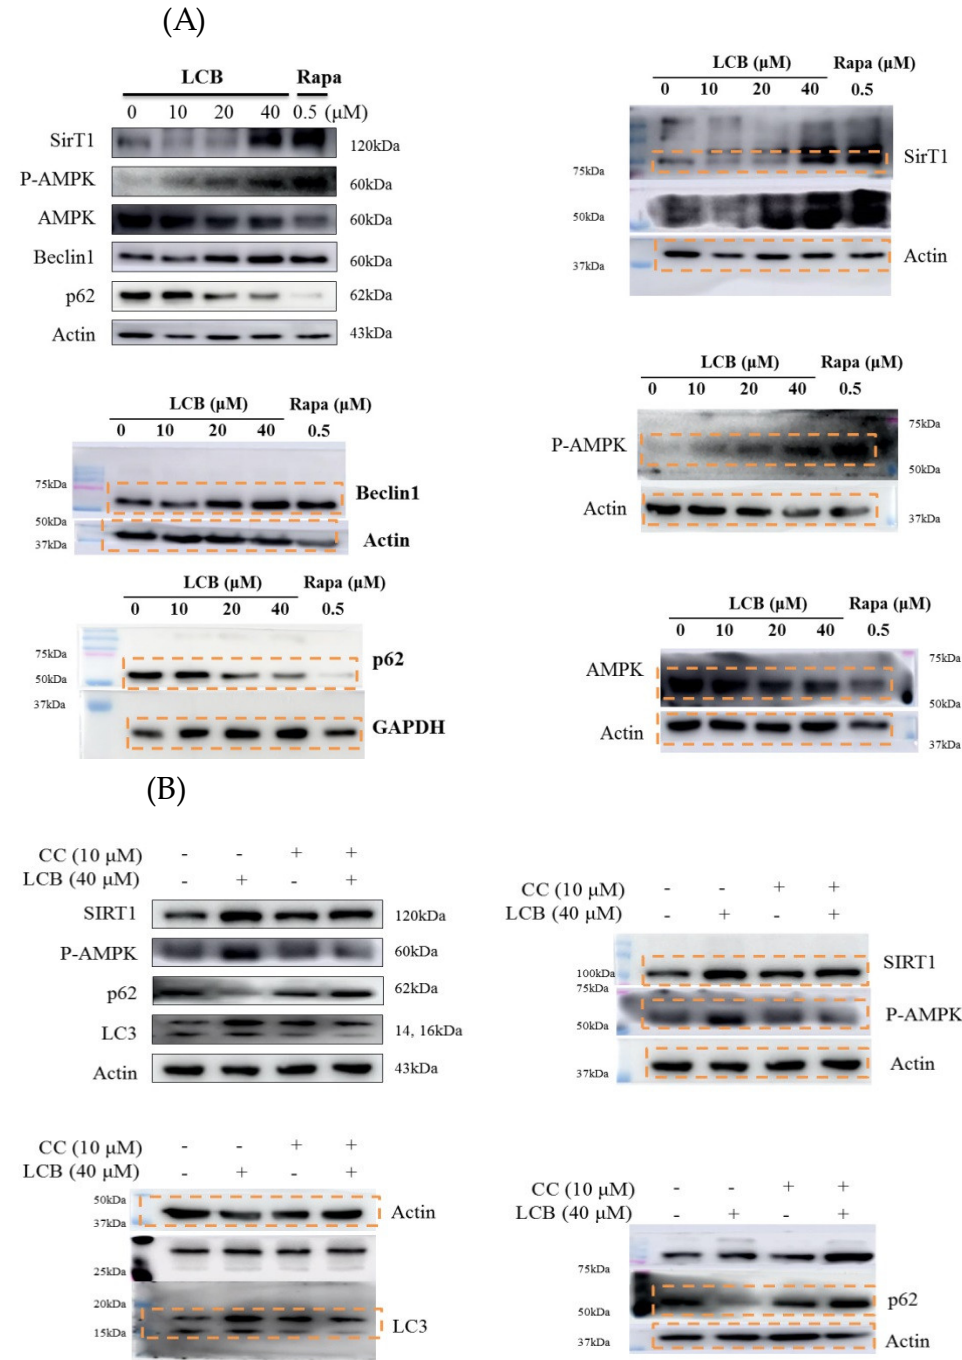 (A)
LCB Rapa
0 10 20 40 0.5 (μM)
SirT1 120kDa
P-AMPK 60kDa
AMPK 60kDa
Beclin1 60kDa
p62 62kDa
Actin 43kDa
LCB (μM) Rapa (μM)
0 10 20 40 0.5
SirT1
75kDa
50kDa
Actin
37kDa
LCB (μM) Rapa (μM)
0 10 20 40 0.5
75kDa
Beclin1
50kDa
Actin
37kDa
LCB (μM) Rapa (μM)
0 10 20 40 0.5
75kDa
P-AMPK
50kDa
Actin
37kDa
LCB (μM) Rapa (μM)
0 10 20 40 0.5
75kDa
p62
50kDa
37kDa
GAPDH
LCB (μM) Rapa (μM)
0 10 20 40 0.5
75kDa
AMPK
50kDa
Actin
37kDa
(B)
CC (10 μM) - - + +
LCB (40 μM) - + - +
SIRT1 120kDa
P-AMPK 60kDa
p62 62kDa
LC3 14, 16kDa
Actin 43kDa
CC (10 μM) - - + +
LCB (40 μM) - + - +
SIRT1
100kDa
75kDa
P-AMPK
50kDa
Actin
37kDa
CC (10 μM) - - + +
LCB (40 μM) - + - +
50kDa
Actin
37kDa
25kDa
20kDa
LC3
15kDa
CC (10 μM) - - + +
LCB (40 μM) - + - +
75kDa
p62
50kDa
Actin
37kDa